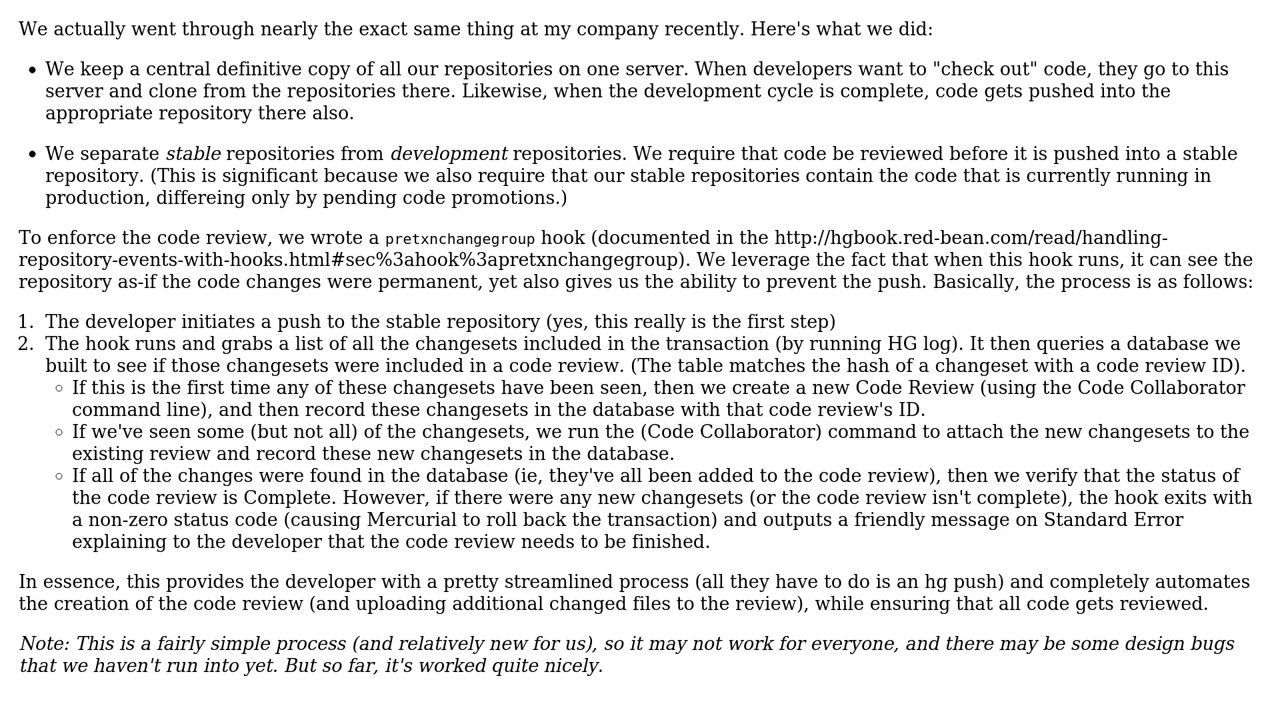 We actually went through nearly the exact same thing at my company recently. Here's what we did:
• We keep a central definitive copy of all our repositories on one server. When developers want to "check out" code, they go to this
server and clone from the repositories there. Likewise, when the development cycle is complete, code gets pushed into the
appropriate repository there also.
• We separate stable repositories from development repositories. We require that code be reviewed before it is pushed into a stable
repository. (This is significant because we also require that our stable repositories contain the code that is currently running in
production, differeing only by pending code promotions.)
To enforce the code review, we wrote a pretxnchangegroup hook (documented in the http://hgbook.red-bean.com/read/handling-
repository-events-with-hooks.html#sec%3ahook%3apretxnchangegroup). We leverage the fact that when this hook runs, it can see the
repository as-if the code changes were permanent, yet also gives us the ability to prevent the push. Basically, the process is as follows:
1. The developer initiates a push to the stable repository (yes, this really is the first step)
2. The hook runs and grabs a list of all the changesets included in the transaction (by running HG log). It then queries a database we
built to see if those changesets were included in a code review. (The table matches the hash of a changeset with a code review ID).
◦ If this is the first time any of these changesets have been seen, then we create a new Code Review (using the Code Collaborator
command line), and then record these changesets in the database with that code review's ID.
◦ If we've seen some (but not all) of the changesets, we run the (Code Collaborator) command to attach the new changesets to the
existing review and record these new changesets in the database.
◦ If all of the changes were found in the database (ie, they've all been added to the code review), then we verify that the status of
the code review is Complete. However, if there were any new changesets (or the code review isn't complete), the hook exits with
a non-zero status code (causing Mercurial to roll back the transaction) and outputs a friendly message on Standard Error
explaining to the developer that the code review needs to be finished.
In essence, this provides the developer with a pretty streamlined process (all they have to do is an hg push) and completely automates
the creation of the code review (and uploading additional changed files to the review), while ensuring that all code gets reviewed.
Note: This is a fairly simple process (and relatively new for us), so it may not work for everyone, and there may be some design bugs
that we haven't run into yet. But so far, it's worked quite nicely.